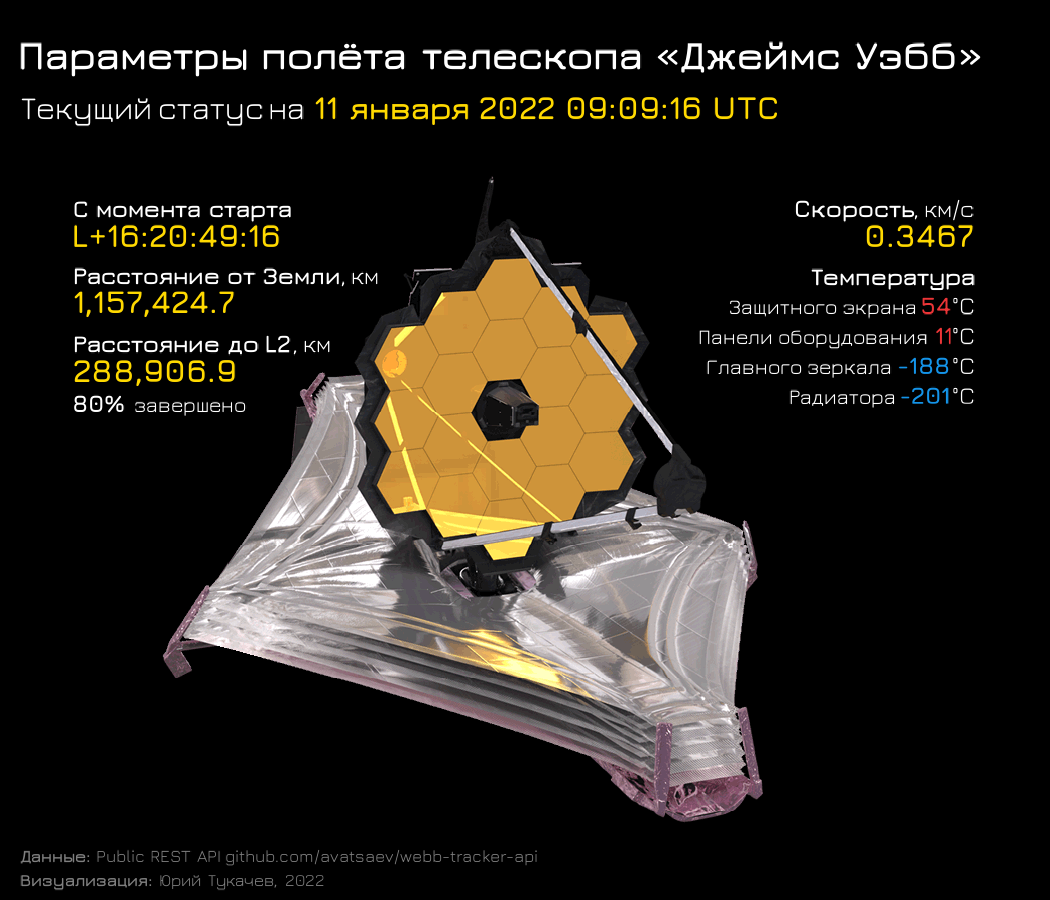 Параметры полёта телескопа «Джеймс Уэбб»
Текущий статус на 11 января 2022 09:09:16 UTC
С момента старта
L+16:20:49:16
Расстояние от Земли, км
1,157,424.7
Расстояние до L2, км
288,906.9
80% завершено
Скорость, км/с
0.3467
Температура
Защитного экрана 54°C
Панели оборудования 11°C
Главного зеркала -188°C
Радиатора -201°C
Данные: Public REST API github.com/avatsaev/webb-tracker-api
Визуализация: Юрий Тукачев, 2022